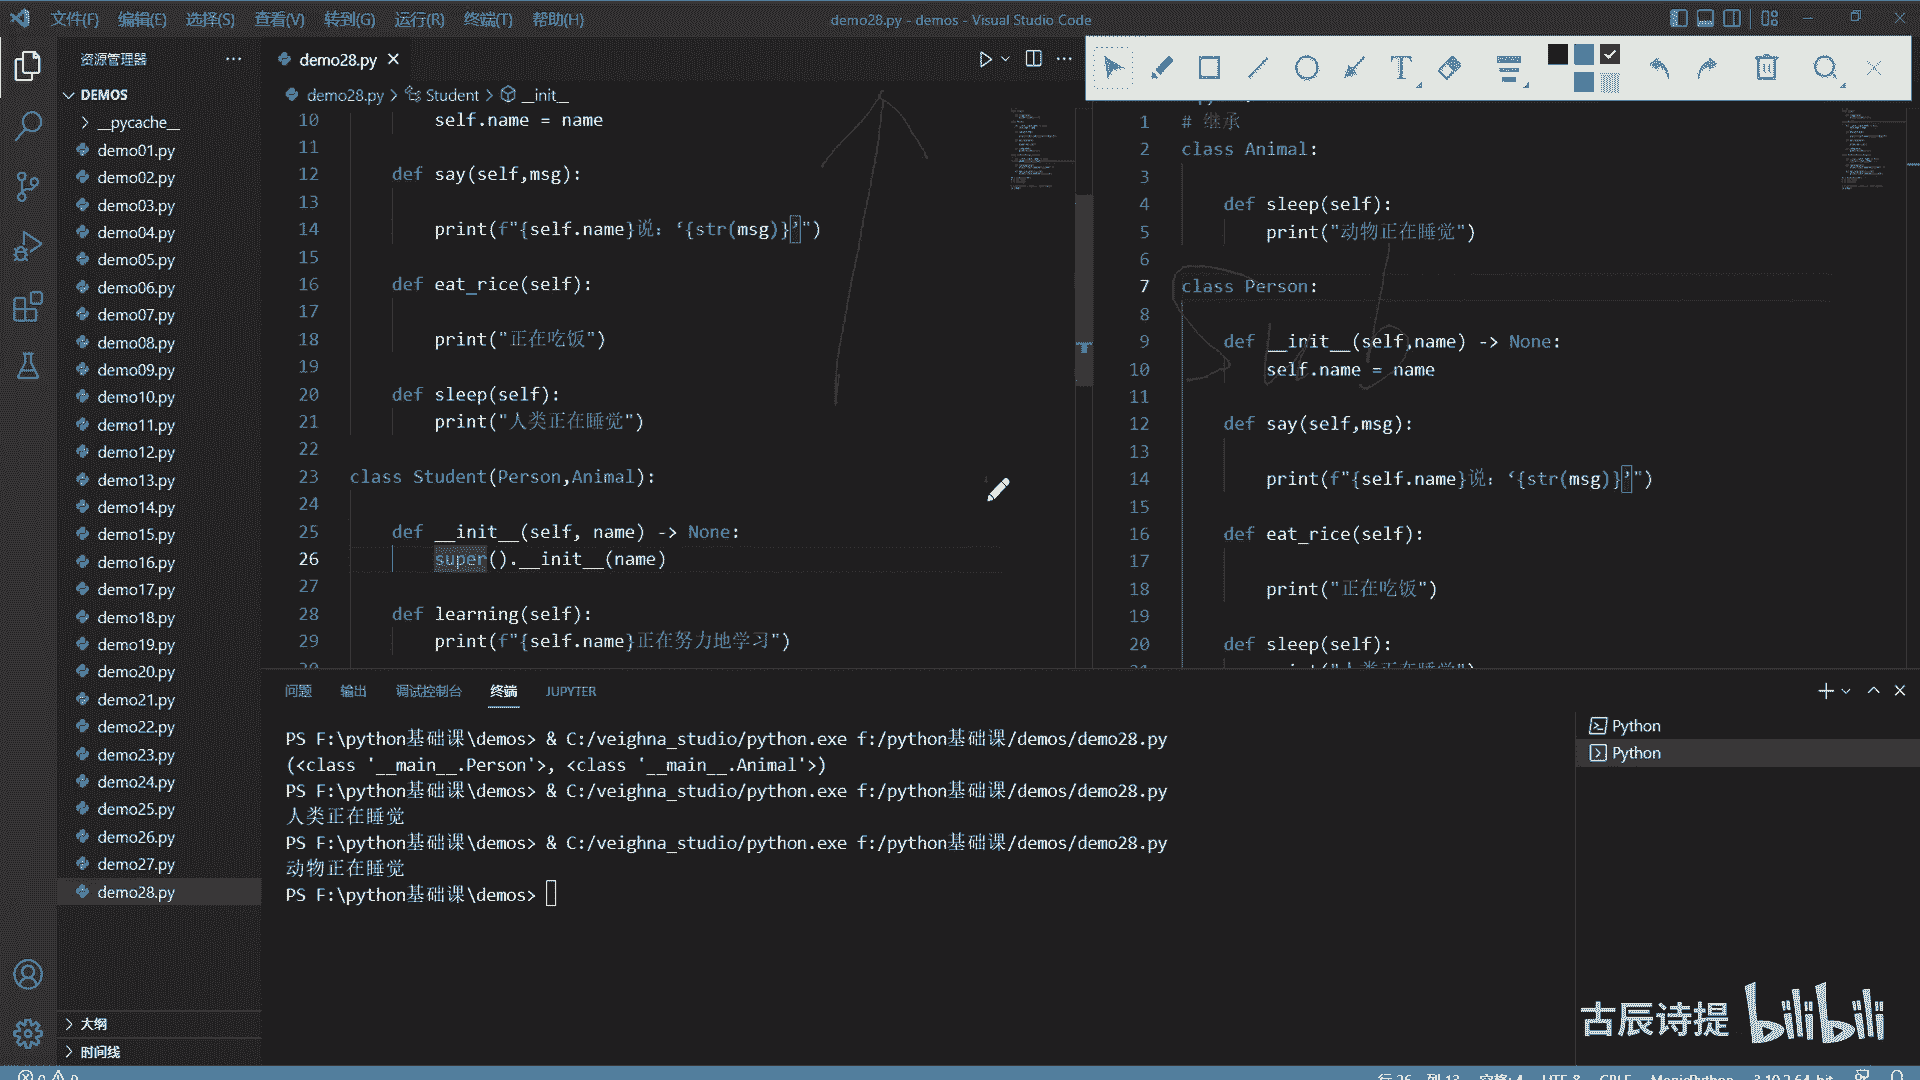 文件(F) 编辑(E) 选择(S) 查看(V) 转到(G) 运行(R) 终端(T) 帮助(H)
demo28.py - demos - Visual Studio Code
资源管理器
DEMOS
__pycache__
demo01.py
demo02.py
demo03.py
demo04.py
demo05.py
demo06.py
demo07.py
demo08.py
demo09.py
demo10.py
demo11.py
demo12.py
demo13.py
demo14.py
demo15.py
demo16.py
demo17.py
demo18.py
demo19.py
demo20.py
demo21.py
demo22.py
demo23.py
demo24.py
demo25.py
demo26.py
demo27.py
demo28.py
大纲
时间线
demo28.py
demo28.py > Student > __init__
10 self.name = name
11
12 def say(self,msg):
13
14 print(f"{self.name}说：‘{str(msg)}’")
15
16 def eat_rice(self):
17
18 print("正在吃饭")
19
20 def sleep(self):
21 print("人类正在睡觉")
22
23 class Student(Person,Animal):
24
25 def __init__(self, name) -> None:
26 super().__init__(name)
27
28 def learning(self):
29 print(f"{self.name}正在努力地学习")
1 # 继承
2 class Animal:
3
4 def sleep(self):
5 print("动物正在睡觉")
6
7 class Person:
8
9 def __init__(self,name) -> None:
10 self.name = name
11
12 def say(self,msg):
13
14 print(f"{self.name}说：‘{str(msg)}’")
15
16 def eat_rice(self):
17
18 print("正在吃饭")
19
20 def sleep(self):
问题 输出 调试控制台 终端 JUPYTER
PS F:\python基础课\demos> & C:/veighna_studio/python.exe f:/python基础课/demos/demo28.py
(<class '__main__.Person'>, <class '__main__.Animal'>)
PS F:\python基础课\demos> & C:/veighna_studio/python.exe f:/python基础课/demos/demo28.py
人类正在睡觉
PS F:\python基础课\demos> & C:/veighna_studio/python.exe f:/python基础课/demos/demo28.py
动物正在睡觉
PS F:\python基础课\demos>
Python
Python
古辰诗提 bilibili